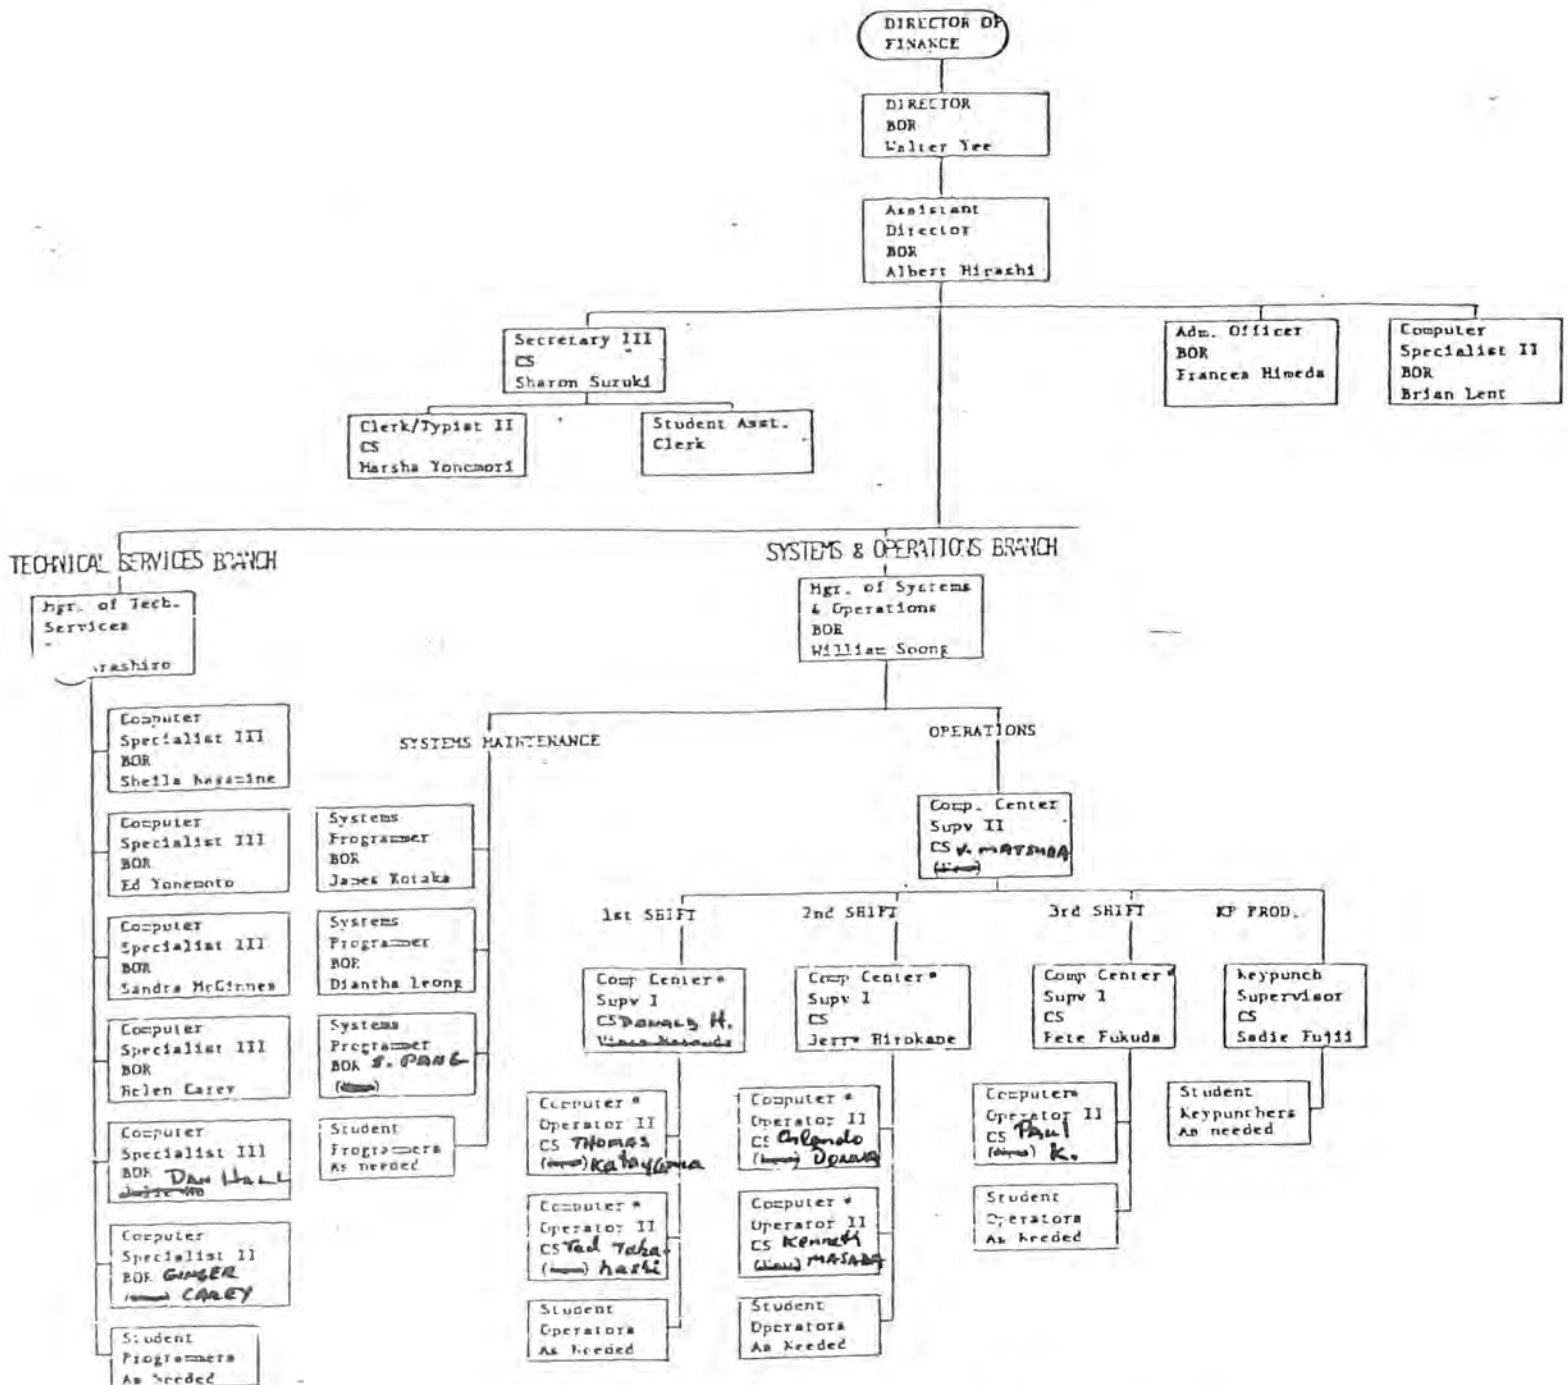 DIRECTOR OF
FINANCE
DIRECTOR
BOR
Walter Yee
Assistant
Director
BOR
Albert Hirashi
Secretary III
CS
Sharon Suzuki
Adm. Officer
BOR
Frances Himeda
Computer
Specialist II
BOR
Brian Lent
Clerk/Typist II
CS
Marsha Yonemori
Student Asst.
Clerk
TECHNICAL SERVICES BRANCH
Mgr. of Tech.
Services
rashiro
SYSTEMS & OPERATIONS BRANCH
Mgr. of Systems
& Operations
BOR
William Soong
Computer
Specialist III
BOR
Sheila
Computer
Specialist III
BOR
Ed Yonemoto
Computer
Specialist III
BOR
Sandra McGinnes
Computer
Specialist III
BOR
Helen Carey
Computer
Specialist III
BOR DAN HALL
Computer
Specialist II
BOR GINGER
CAREY
Student
Programmers
As Needed
SYSTEMS MAINTENANCE
Systems
Programmer
BOR
James Kotaka
Systems
Programmer
BOR
Diantha Leong
Systems
Programmer
BOR S. PANG
Student
Programmers
As needed
OPERATIONS
Comp. Center
Supv II
CS V. MATSUDA
1st SHIFT
Comp Center*
Supv I
CS DONALD H.
Computer *
Operator II
CS THOMAS
Katayama
Computer *
Operator II
CS Ted Taka-
hashi
Student
Operators
As Needed
2nd SHIFT
Comp Center*
Supv I
CS
Jerry Hirokane
Computer *
Operator II
CS Orlando
Computer *
Operator II
CS Kenneth
MASADA
Student
Operators
As Needed
3rd SHIFT
Comp Center*
Supv I
CS
Pete Fukuda
Computer*
Operator II
CS Paul
K.
Student
Operators
As Needed
KP PROD.
Keypunch
Supervisor
CS
Sadie Fujii
Student
Keypunchers
As needed